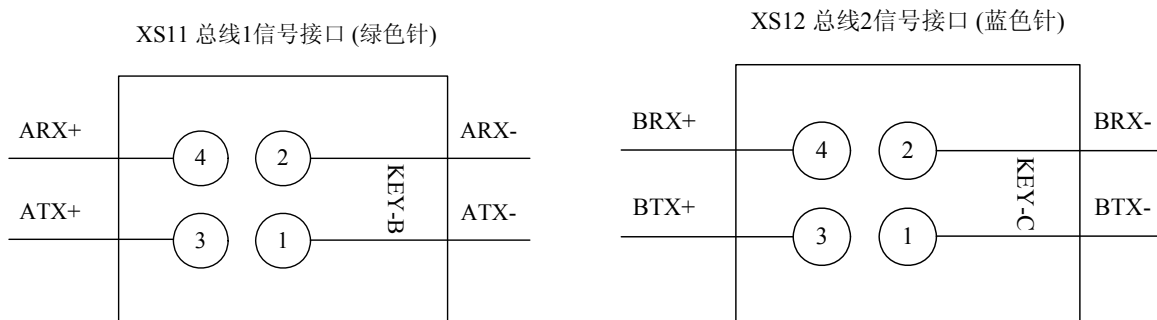 XS11 总线1信号接口 (绿色针)
ARX+
4
2
ARX-
KEY-B
ATX+
3
1
ATX-
XS12 总线2信号接口 (蓝色针)
BRX+
4
2
BRX-
KEY-C
BTX+
3
1
BTX-